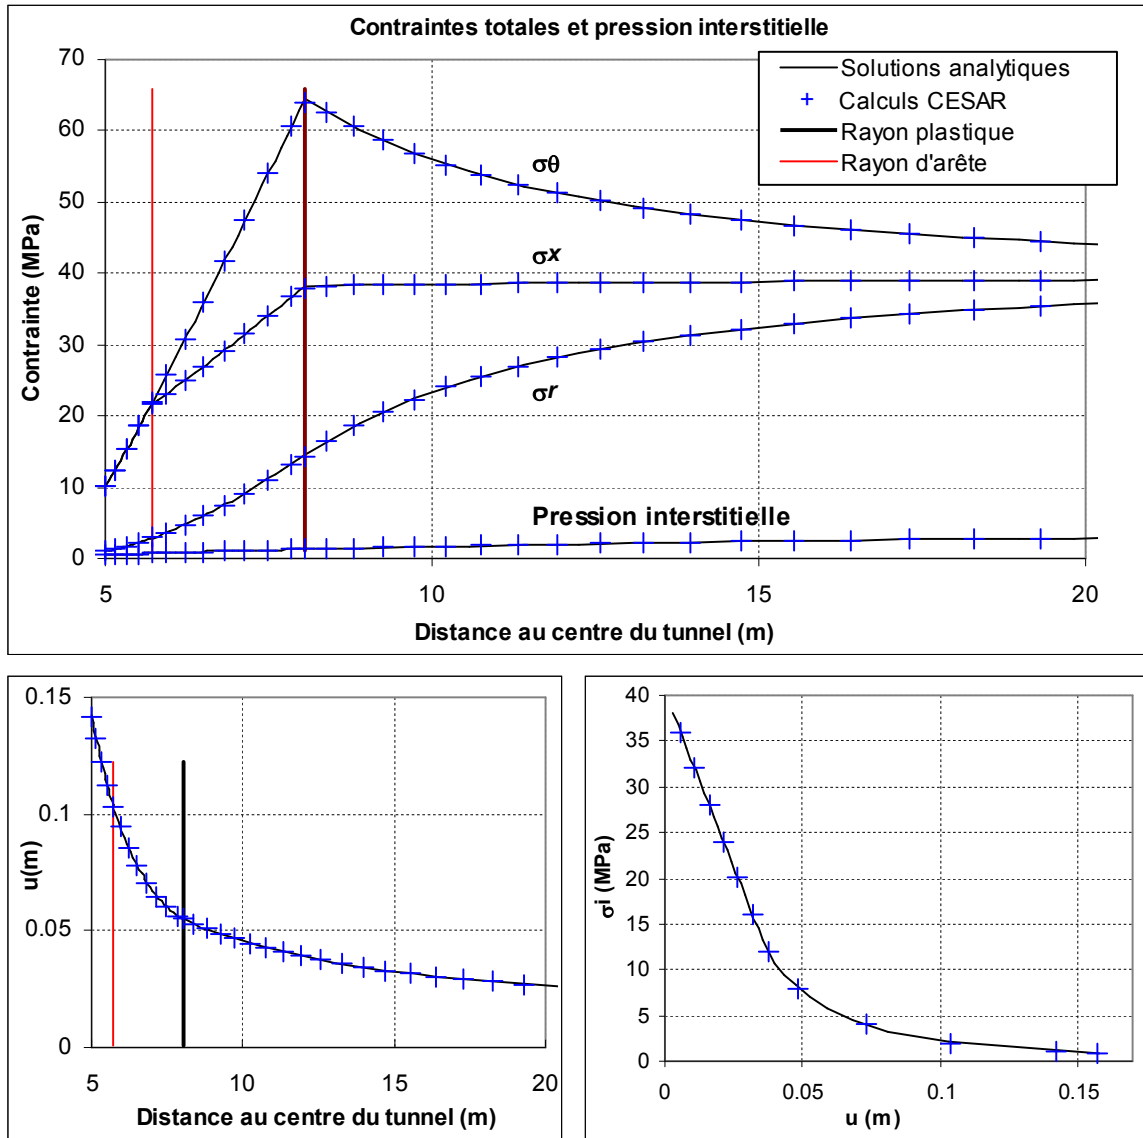 Contraintes totales et pression interstitielle
70
60
50
40
30
20
10
0
Contrainte (MPa)
Solutions analytiques
Calculs CESAR
Rayon plastique
Rayon d'arête
σθ
σx
σr
Pression interstitielle
5
10
15
20
Distance au centre du tunnel (m)
0.15
0.1
0.05
0
u(m)
5
10
15
20
Distance au centre du tunnel (m)
40
35
30
25
20
15
10
5
0
σi (MPa)
0
0.05
0.1
0.15
u (m)